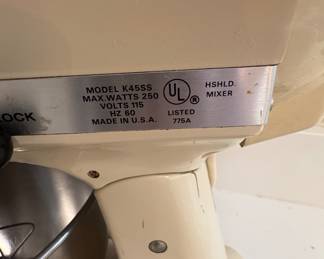 MODEL K45SS
MAX.WATTS 250
VOLTS 115
HZ 60
MADE IN U.S.A.
UL
®
LISTED
775A
HSHLD.
MIXER
LOCK